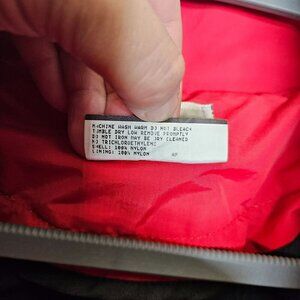 MACHINE WASH WARM DO NOT BLEACH
TUMBLE DRY LOW REMOVE PROMPTLY
DO NOT IRON MAY BE DRY CLEANED
NO TRICHLOROETHYLENE
SHELL: 100% NYLON
LINING: 100% NYLON